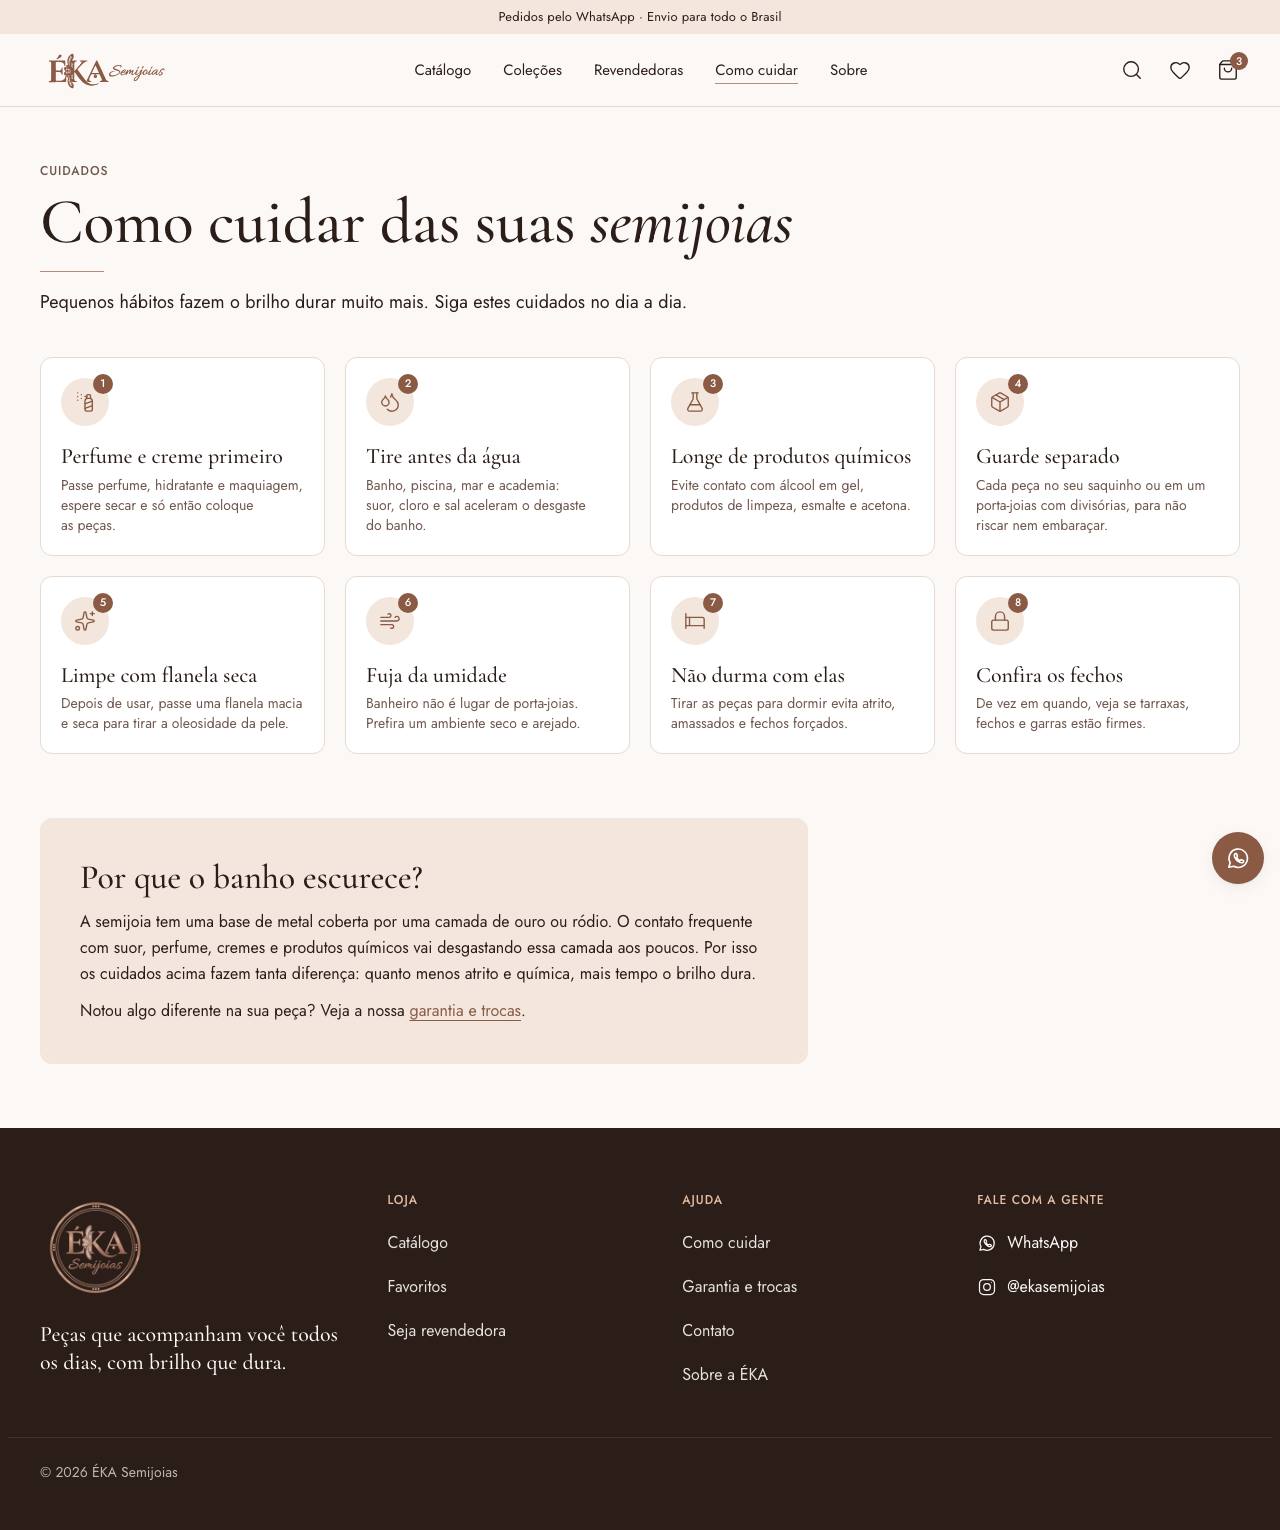 Pedidos pelo WhatsApp · Envio para todo o Brasil
ÉKA Semijoias
Catálogo
Coleções
Revendedoras
Como cuidar
Sobre
3
CUIDADOS
Como cuidar das suas semijoias
Pequenos hábitos fazem o brilho durar muito mais. Siga estes cuidados no dia a dia.
1
Perfume e creme primeiro
Passe perfume, hidratante e maquiagem,
espere secar e só então coloque
as peças.
2
Tire antes da água
Banho, piscina, mar e academia:
suor, cloro e sal aceleram o desgaste
do banho.
3
Longe de produtos químicos
Evite contato com álcool em gel,
produtos de limpeza, esmalte e acetona.
4
Guarde separado
Cada peça no seu saquinho ou em um
porta-joias com divisórias, para não
riscar nem embaraçar.
5
Limpe com flanela seca
Depois de usar, passe uma flanela macia
e seca para tirar a oleosidade da pele.
6
Fuja da umidade
Banheiro não é lugar de porta-joias.
Prefira um ambiente seco e arejado.
7
Não durma com elas
Tirar as peças para dormir evita atrito,
amassados e fechos forçados.
8
Confira os fechos
De vez em quando, veja se tarraxas,
fechos e garras estão firmes.
Por que o banho escurece?
A semijoia tem uma base de metal coberta por uma camada de ouro ou ródio. O contato frequente
com suor, perfume, cremes e produtos químicos vai desgastando essa camada aos poucos. Por isso
os cuidados acima fazem tanta diferença: quanto menos atrito e química, mais tempo o brilho dura.
Notou algo diferente na sua peça? Veja a nossa garantia e trocas.
ÉKA
Semijoias
Peças que acompanham você todos
os dias, com brilho que dura.
LOJA
Catálogo
Favoritos
Seja revendedora
AJUDA
Como cuidar
Garantia e trocas
Contato
Sobre a ÉKA
FALE COM A GENTE
WhatsApp
@ekasemijoias
© 2026 ÉKA Semijoias